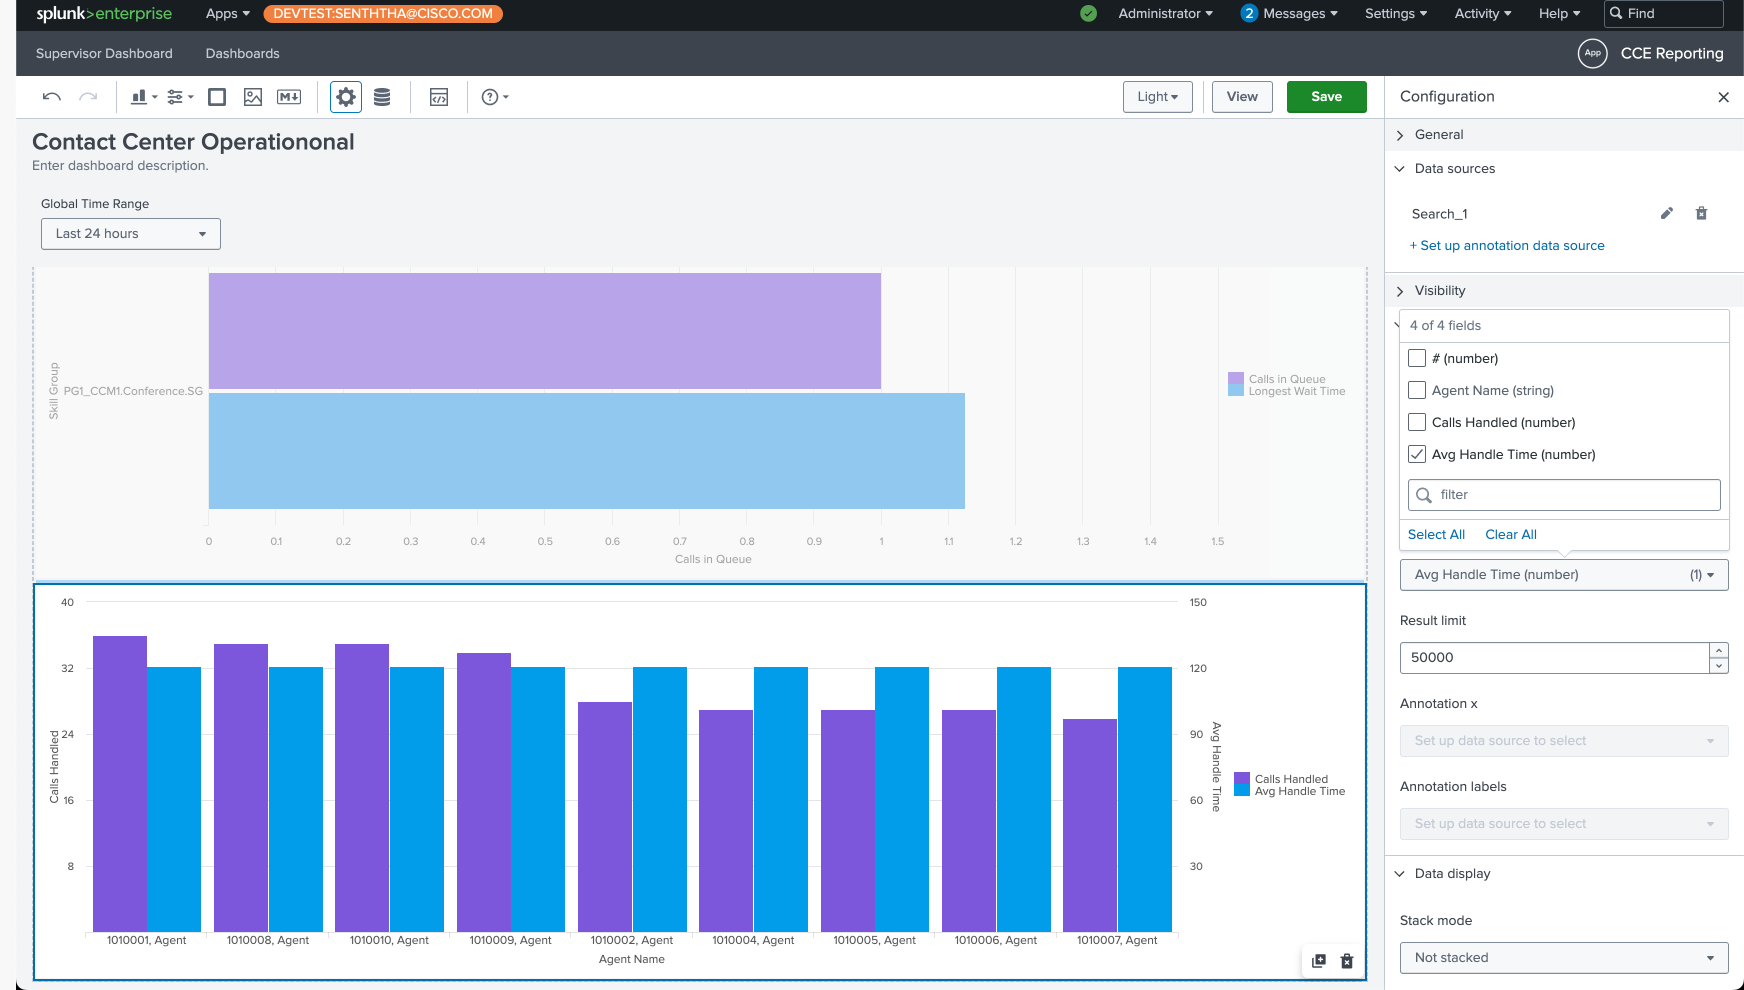 splunk>enterprise Apps DEVTEST:SENTHTHA@CISCO.COM Administrator 2 Messages Settings Activity Help Find
Supervisor Dashboard Dashboards App CCE Reporting
M Light View Save
Contact Center Operationonal
Enter dashboard description.
Global Time Range
Last 24 hours
Skill Group
PG1_CCM1.Conference.SG
Calls in Queue
Longest Wait Time
0 0.1 0.2 0.3 0.4 0.5 0.6 0.7 0.8 0.9 1 1.1 1.2 1.3 1.4 1.5
Calls in Queue
40 150
32 120
24 90
16 60
8 30
Calls Handled
Avg Handle Time
Calls Handled
Avg Handle Time
1010001, Agent 1010008, Agent 1010010, Agent 1010009, Agent 1010002, Agent 1010004, Agent 1010005, Agent 1010006, Agent 1010007, Agent
Agent Name
Configuration
General
Data sources
Search_1
+ Set up annotation data source
Visibility
4 of 4 fields
# (number)
Agent Name (string)
Calls Handled (number)
Avg Handle Time (number)
filter
Select All Clear All
Avg Handle Time (number) (1)
Result limit
50000
Annotation x
Set up data source to select
Annotation labels
Set up data source to select
Data display
Stack mode
Not stacked